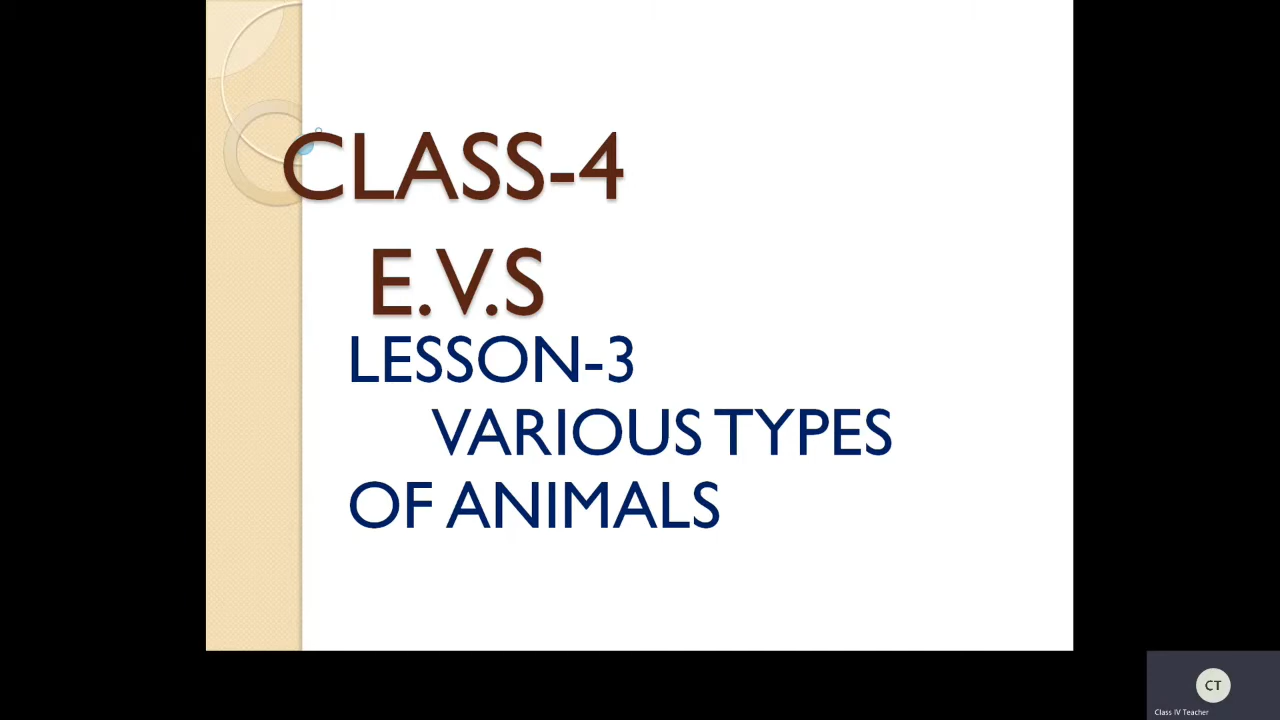 CLASS-4
E.V.S
LESSON-3
VARIOUS TYPES
OF ANIMALS
CT
Class IV Teacher